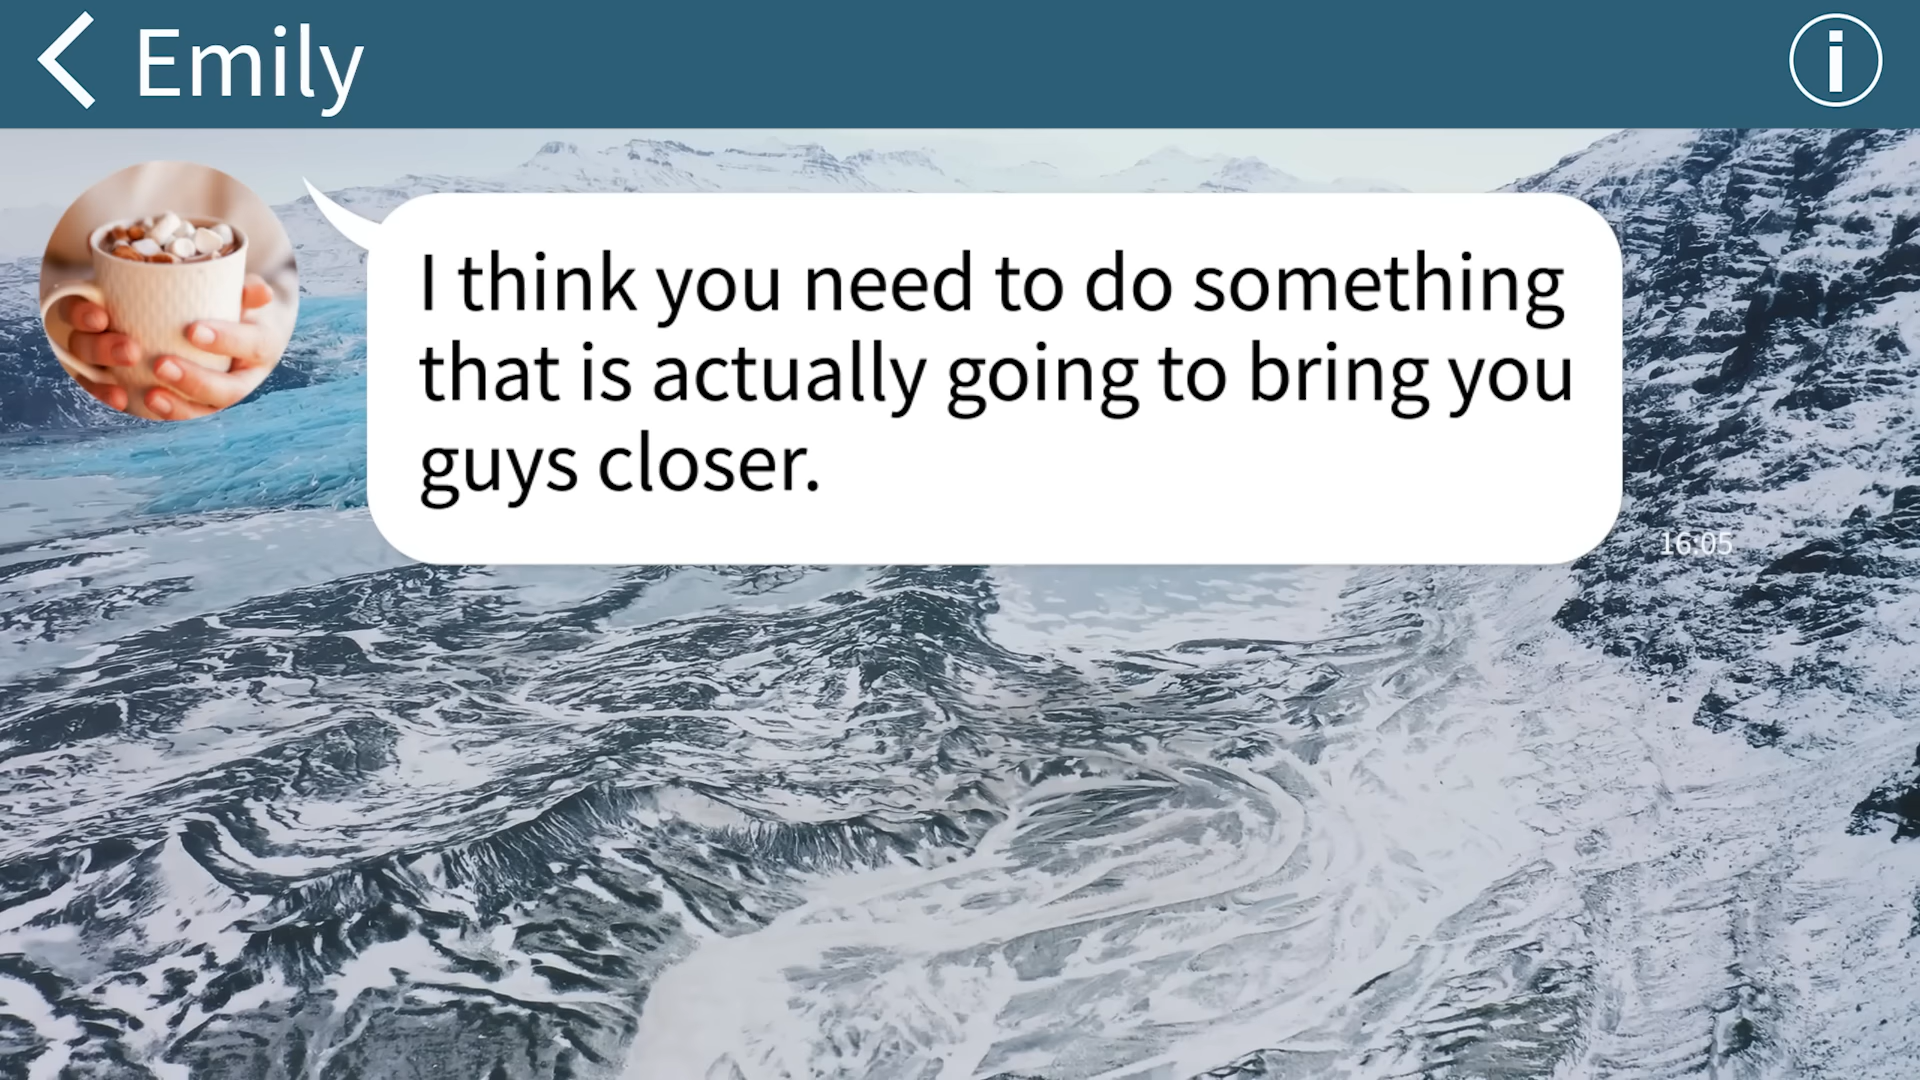 Emily
I think you need to do something
that is actually going to bring you
guys closer.
16:05